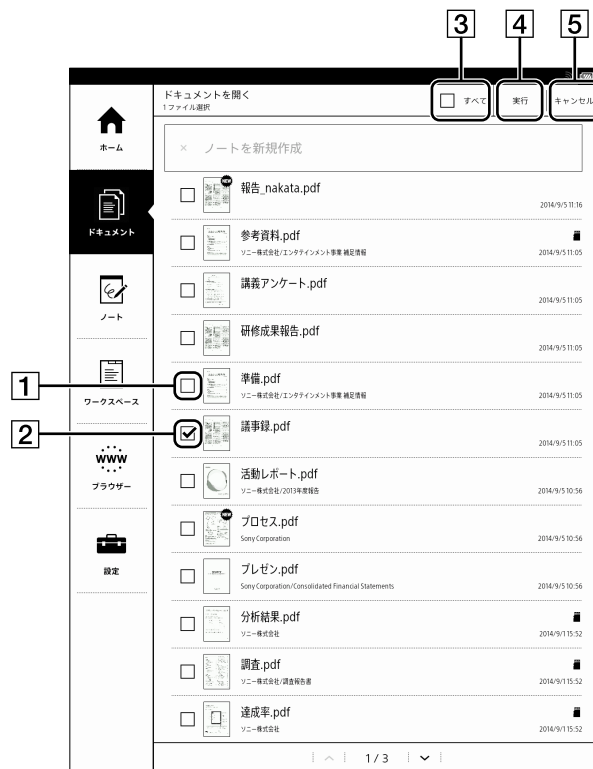 3 4 5
ドキュメントを開く
1ファイル選択
すべて
実行
キャンセル
ホーム
ドキュメント
ノート
ワークスペース
WWW
ブラウザー
設定
× ノートを新規作成
NEW
報告_nakata.pdf
2014/9/5 11:16
参考資料.pdf
ソニー株式会社/エンタテインメント事業 補足情報
2014/9/5 11:05
講義アンケート.pdf
2014/9/5 11:05
研修成果報告.pdf
2014/9/5 11:05
1
準備.pdf
ソニー株式会社/エンタテインメント事業 補足情報
2014/9/5 11:05
2
議事録.pdf
2014/9/5 11:05
活動レポート.pdf
ソニー株式会社/2013年度報告
2014/9/5 10:56
NEW
プロセス.pdf
Sony Corporation
2014/9/5 10:56
プレゼン.pdf
Sony Corporation/Consolidated Financial Statements
2014/9/5 10:56
分析結果.pdf
ソニー株式会社
2014/9/1 15:52
調査.pdf
ソニー株式会社/調査報告書
2014/9/1 15:52
達成率.pdf
ソニー株式会社
2014/9/1 15:52
1/3